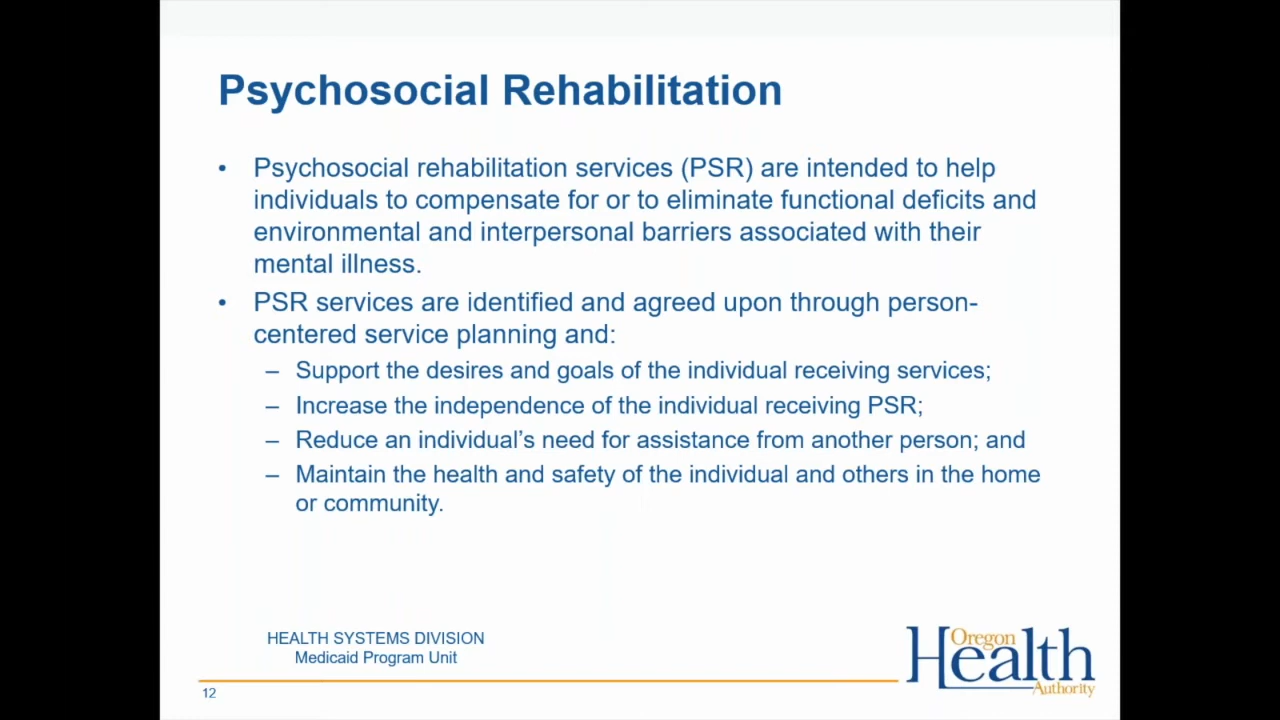 Psychosocial Rehabilitation
• Psychosocial rehabilitation services (PSR) are intended to help
individuals to compensate for or to eliminate functional deficits and
environmental and interpersonal barriers associated with their
mental illness.
• PSR services are identified and agreed upon through person-
centered service planning and:
– Support the desires and goals of the individual receiving services;
– Increase the independence of the individual receiving PSR;
– Reduce an individual’s need for assistance from another person; and
– Maintain the health and safety of the individual and others in the home
or community.
HEALTH SYSTEMS DIVISION
Medicaid Program Unit
12
Oregon
Health
Authority